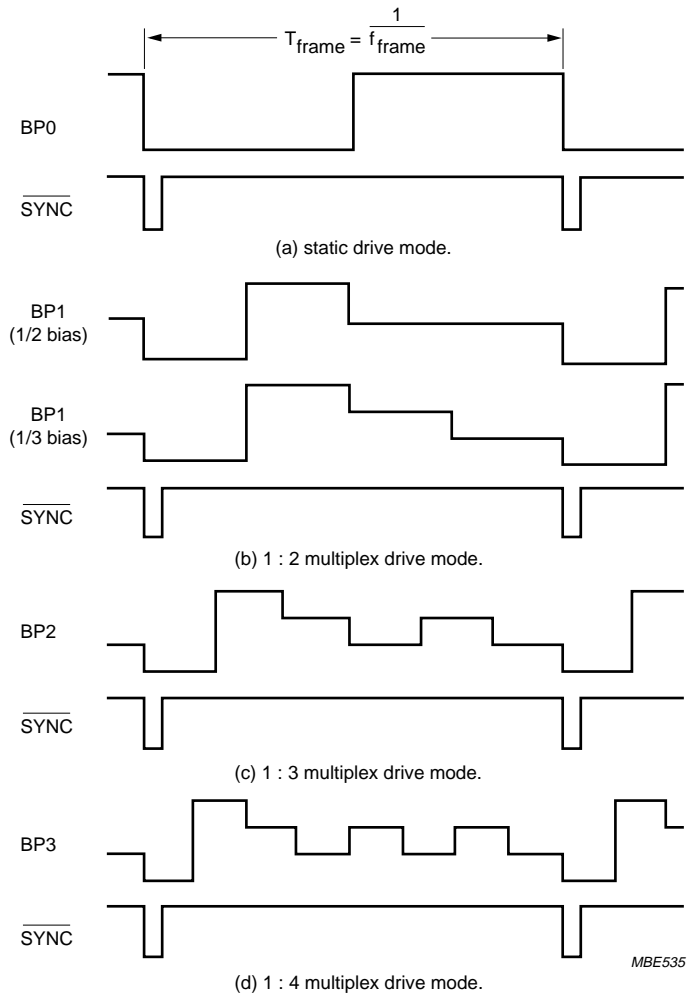 T_frame = 1 / f_frame
BP0
SYNC
(a) static drive mode.
BP1
(1/2 bias)
BP1
(1/3 bias)
SYNC
(b) 1 : 2 multiplex drive mode.
BP2
SYNC
(c) 1 : 3 multiplex drive mode.
BP3
SYNC
MBE535
(d) 1 : 4 multiplex drive mode.